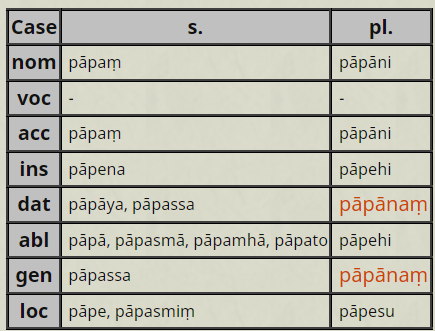 Case s. pl.
nom pāpaṃ pāpāni
voc - -
acc pāpaṃ pāpāni
ins pāpena pāpehi
dat pāpāya, pāpassa pāpānaṃ
abl pāpā, pāpasmā, pāpamhā, pāpato pāpehi
gen pāpassa pāpānaṃ
loc pāpe, pāpasmiṃ pāpesu